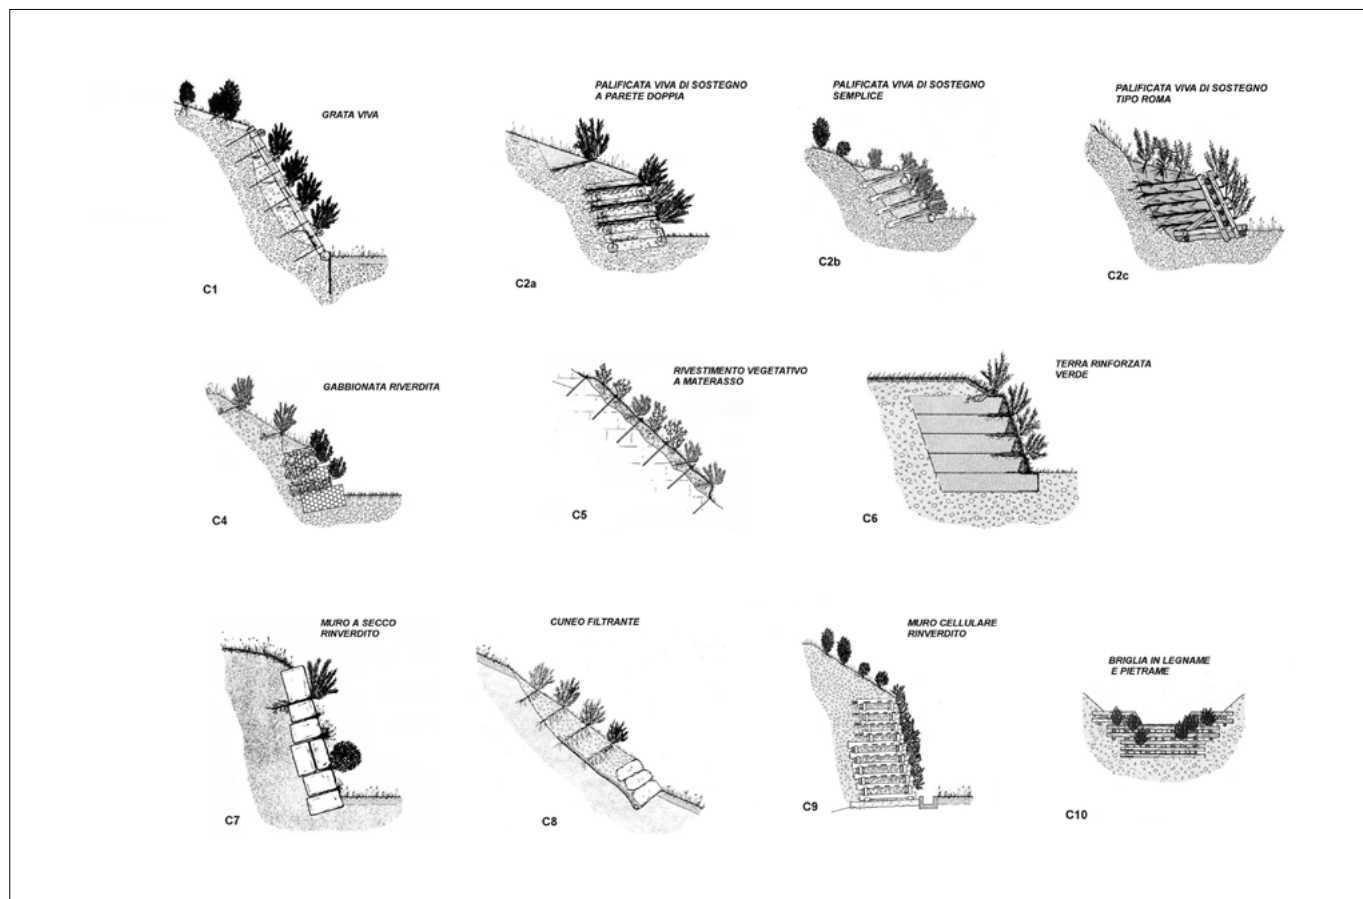 GRATA VIVA
C1
PALIFICATA VIVA DI SOSTEGNO
A PARETE DOPPIA
C2a
PALIFICATA VIVA DI SOSTEGNO
SEMPLICE
C2b
PALIFICATA VIVA DI SOSTEGNO
TIPO ROMA
C2c
GABBIONATA RIVERDITA
C4
RIVESTIMENTO VEGETATIVO
A MATERASSO
C5
TERRA RINFORZATA
VERDE
C6
MURO A SECCO
RINVERDITO
C7
CUNEO FILTRANTE
C8
MURO CELLULARE
RINVERDITO
C9
BRIGLIA IN LEGNAME
E PIETRAME
C10